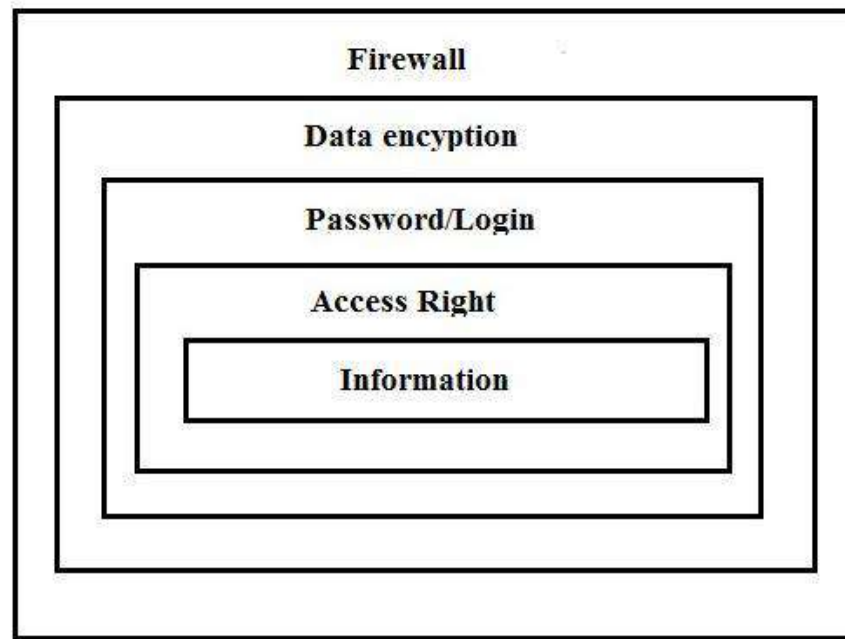 Firewall
Data encyption
Password/Login
Access Right
Information